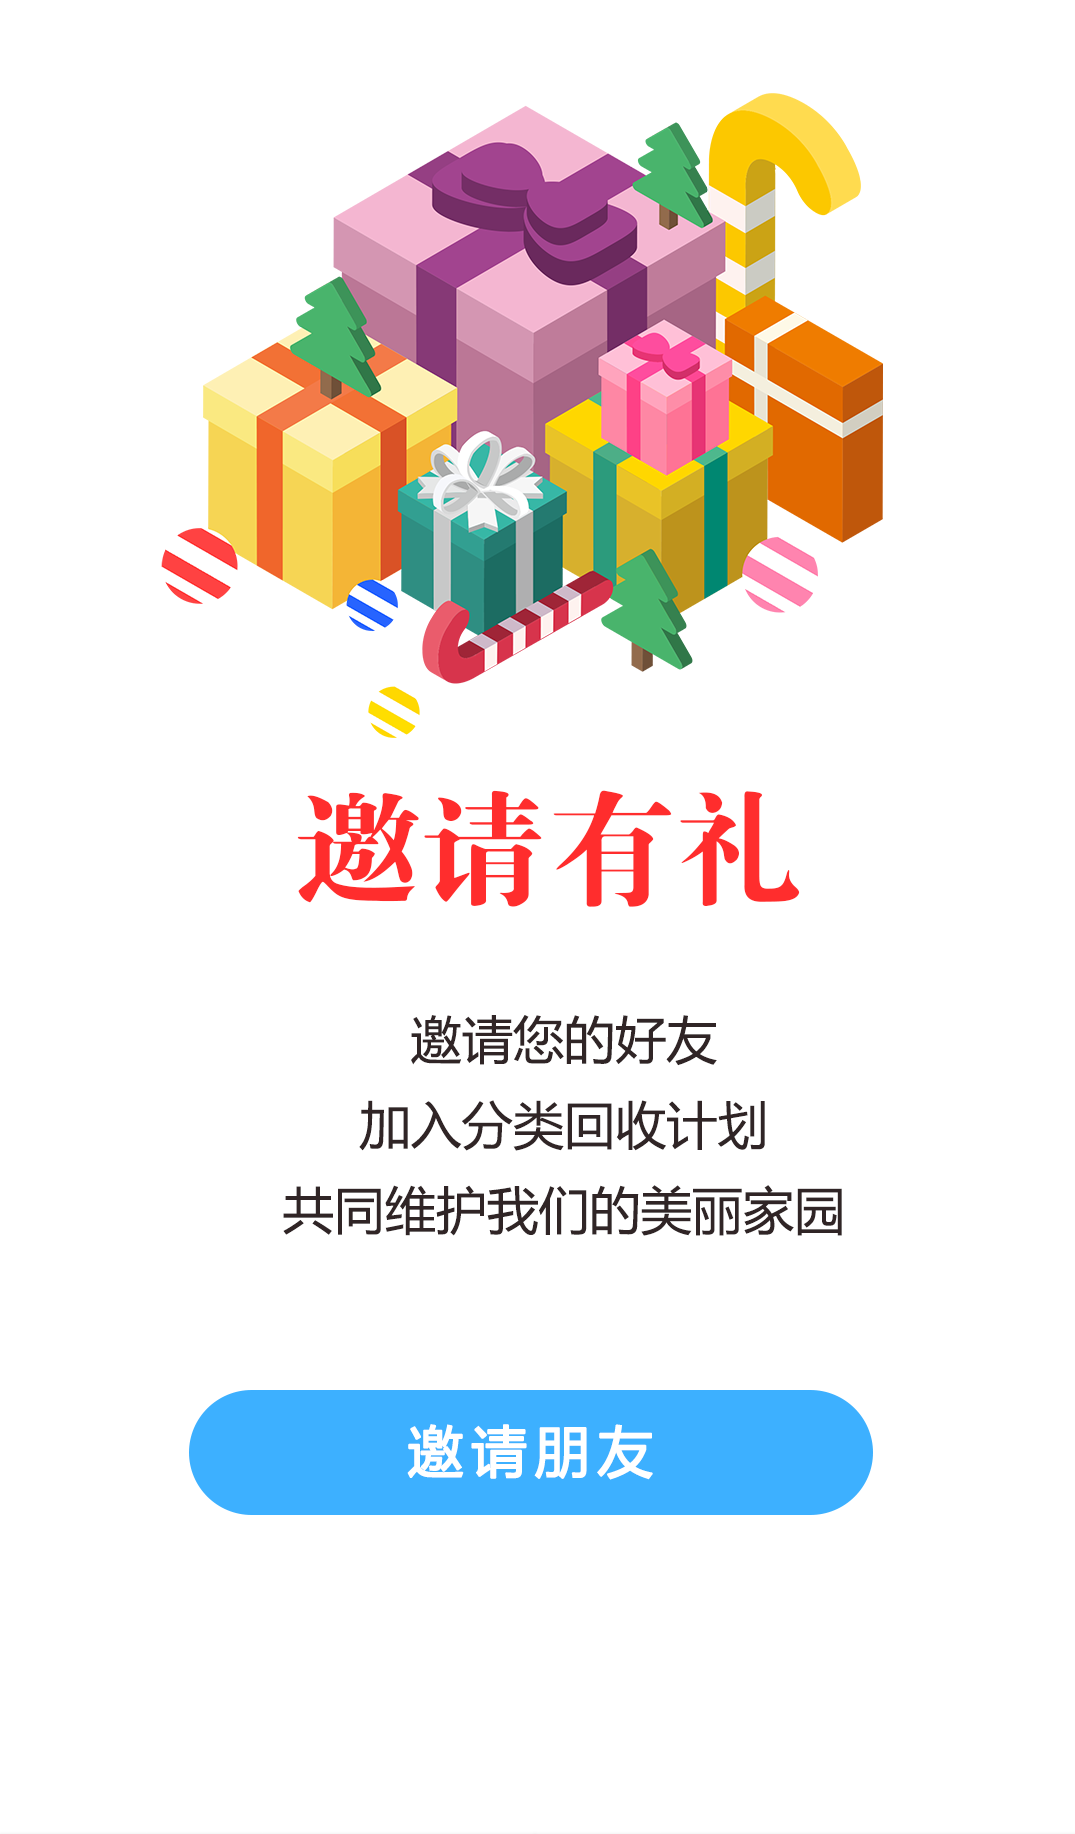 邀请有礼
邀请您的好友
加入分类回收计划
共同维护我们的美丽家园
邀请朋友